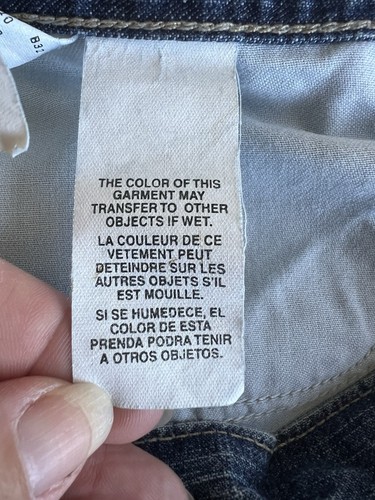 THE COLOR OF THIS
GARMENT MAY
TRANSFER TO OTHER
OBJECTS IF WET.
LA COULEUR DE CE
VETEMENT PEUT
DETEINDRE SUR LES
AUTRES OBJETS S'IL
EST MOUILLE.
SI SE HUMEDECE, EL
COLOR DE ESTA
PRENDA PODRA TENIR
A OTROS OBJETOS.